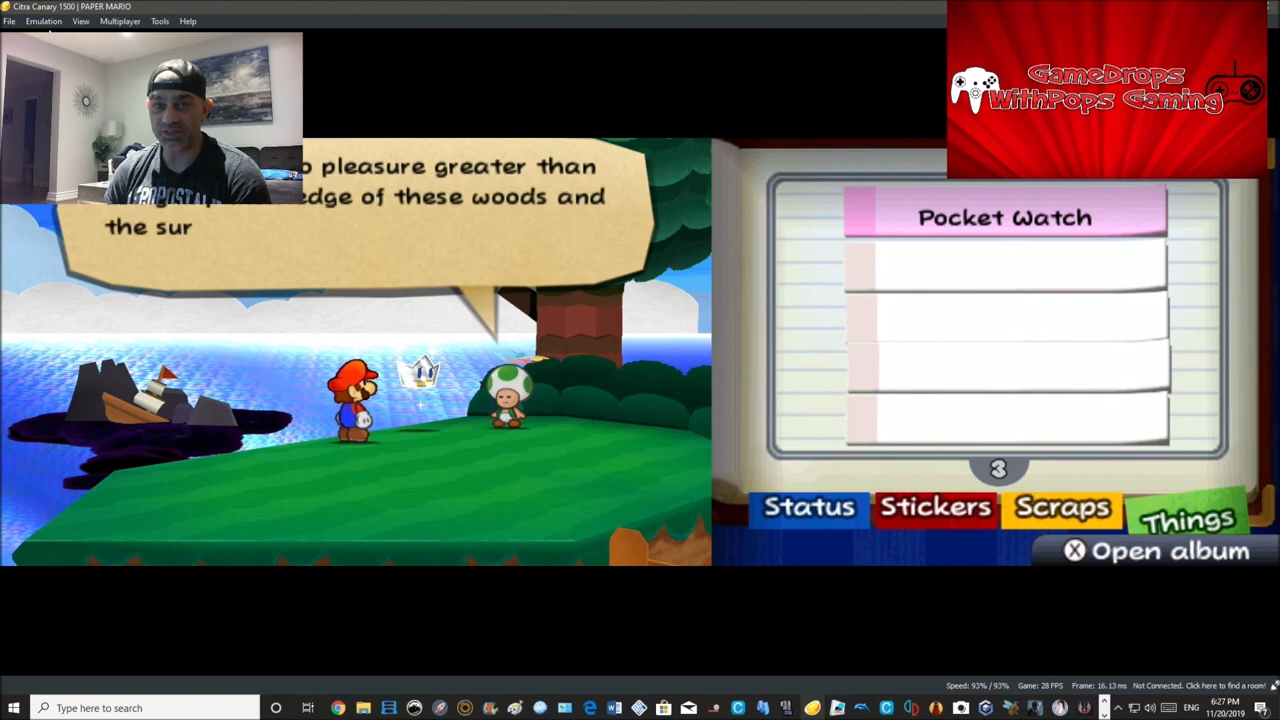 Citra Canary 1500 | PAPER MARIO
File Emulation View Multiplayer Tools Help
GameDrops
WithPops Gaming
pleasure greater than
edge of these woods and
the sur
Pocket Watch
3
Status Stickers Scraps Things
X Open album
Speed: 93% / 93% Game: 28 FPS Frame: 16.13 ms Not Connected. Click here to find a room!
Type here to search
ENG
6:27 PM
11/20/2019